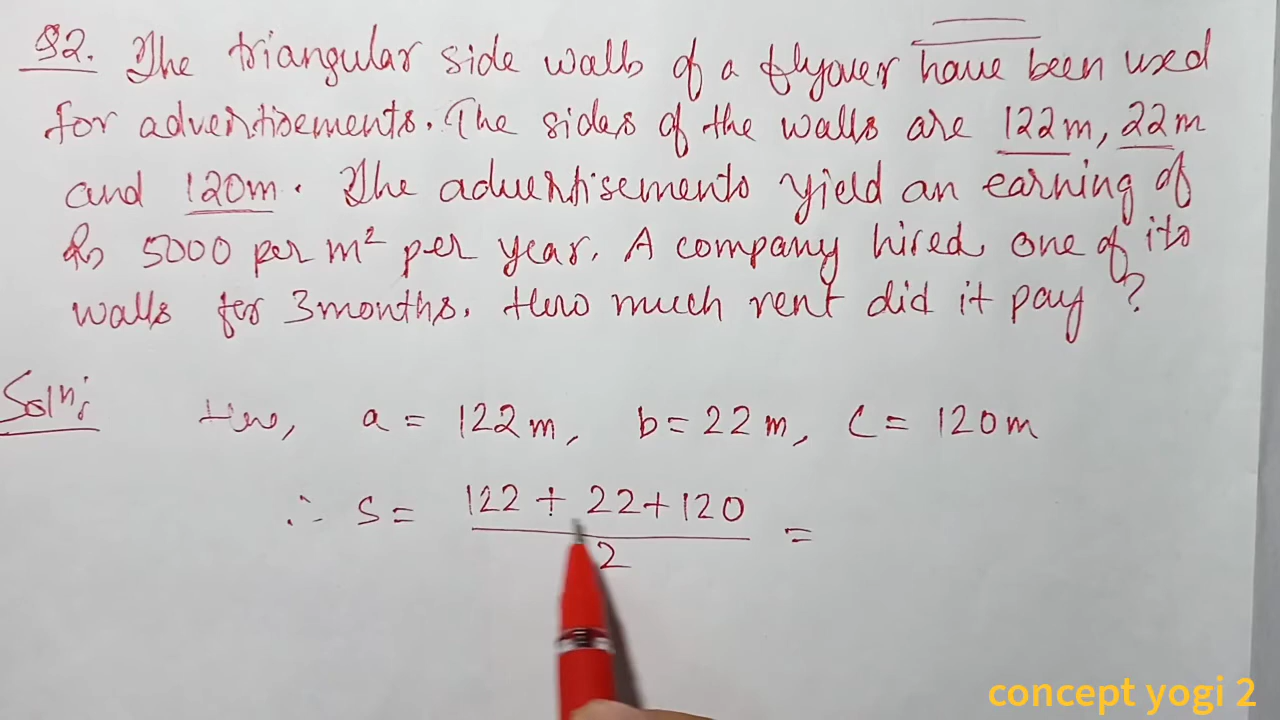 Q2. The triangular side walls of a flyover have been used
for advertisements. The sides of the walls are 122m, 22m
and 120m. The advertisements yield an earning of
Rs 5000 per m² per year. A company hired one of its
walls for 3 months. How much rent did it pay?
Solⁿ: Here, a = 122m, b = 22m, c = 120m
∴ s = 122 + 22 + 120 / 2 =
concept yogi 2